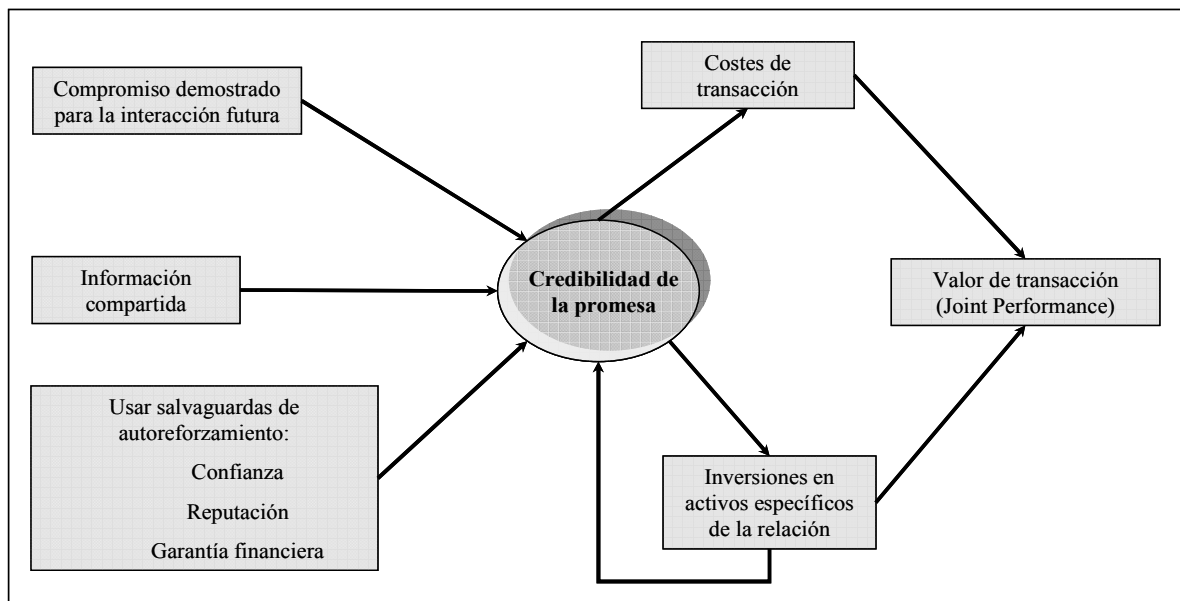 Compromiso demostrado
para la interacción futura
Información
compartida
Usar salvaguardas de
autoreforzamiento:
Confianza
Reputación
Garantía financiera
Credibilidad de
la promesa
Costes de
transacción
Inversiones en
activos específicos
de la relación
Valor de transacción
(Joint Performance)